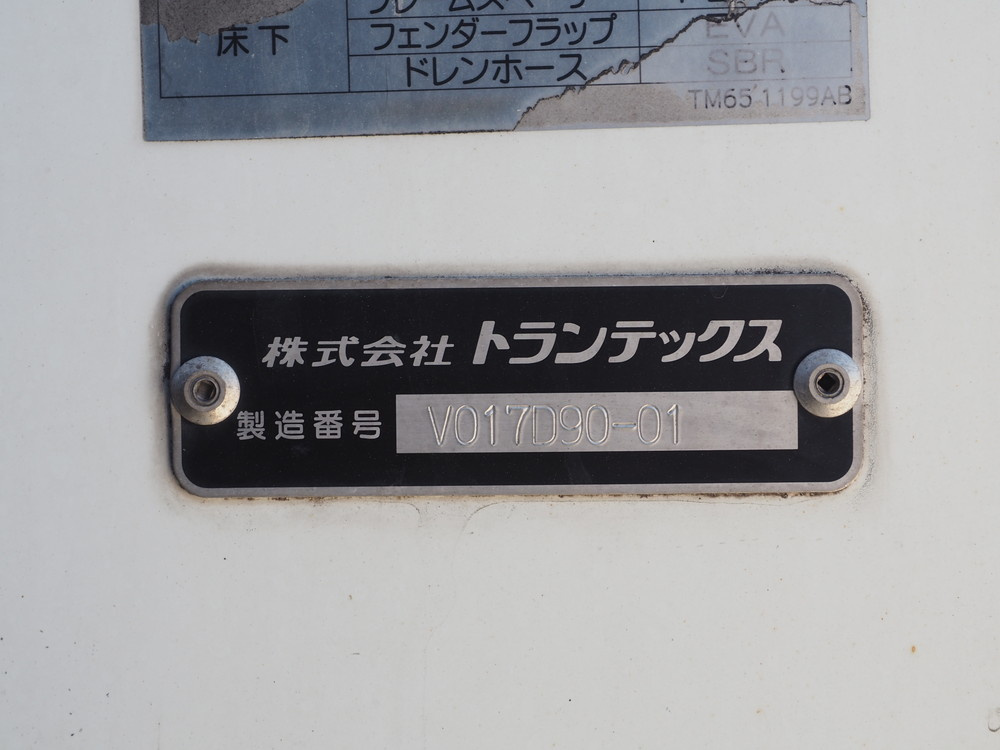 床下
フェンダーフラップ EVA
ドレンホース SBR
TM65'1199AB
株式会社 トランテックス
製造番号 V017D90-01